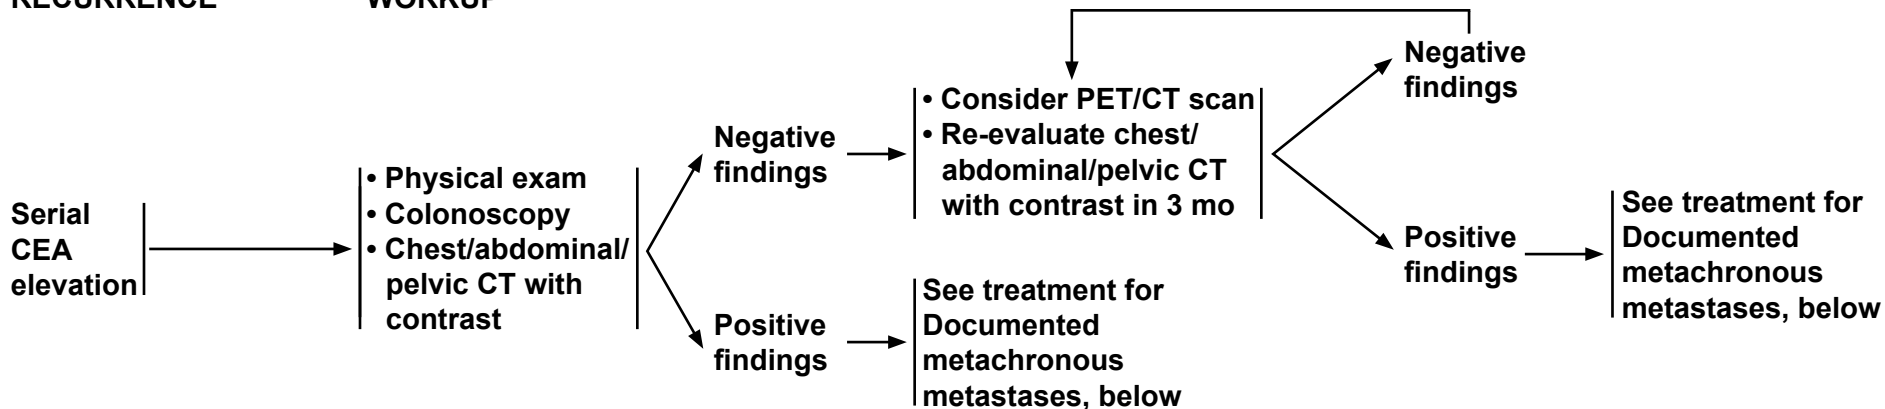 RECURRENCE
WORKUP
Serial
CEA
elevation
• Physical exam
• Colonoscopy
• Chest/abdominal/
pelvic CT with
contrast
Negative
findings
Positive
findings
• Consider PET/CT scan
• Re-evaluate chest/
abdominal/pelvic CT
with contrast in 3 mo
See treatment for
Documented
metachronous
metastases, below
Negative
findings
Positive
findings
See treatment for
Documented
metachronous
metastases, below